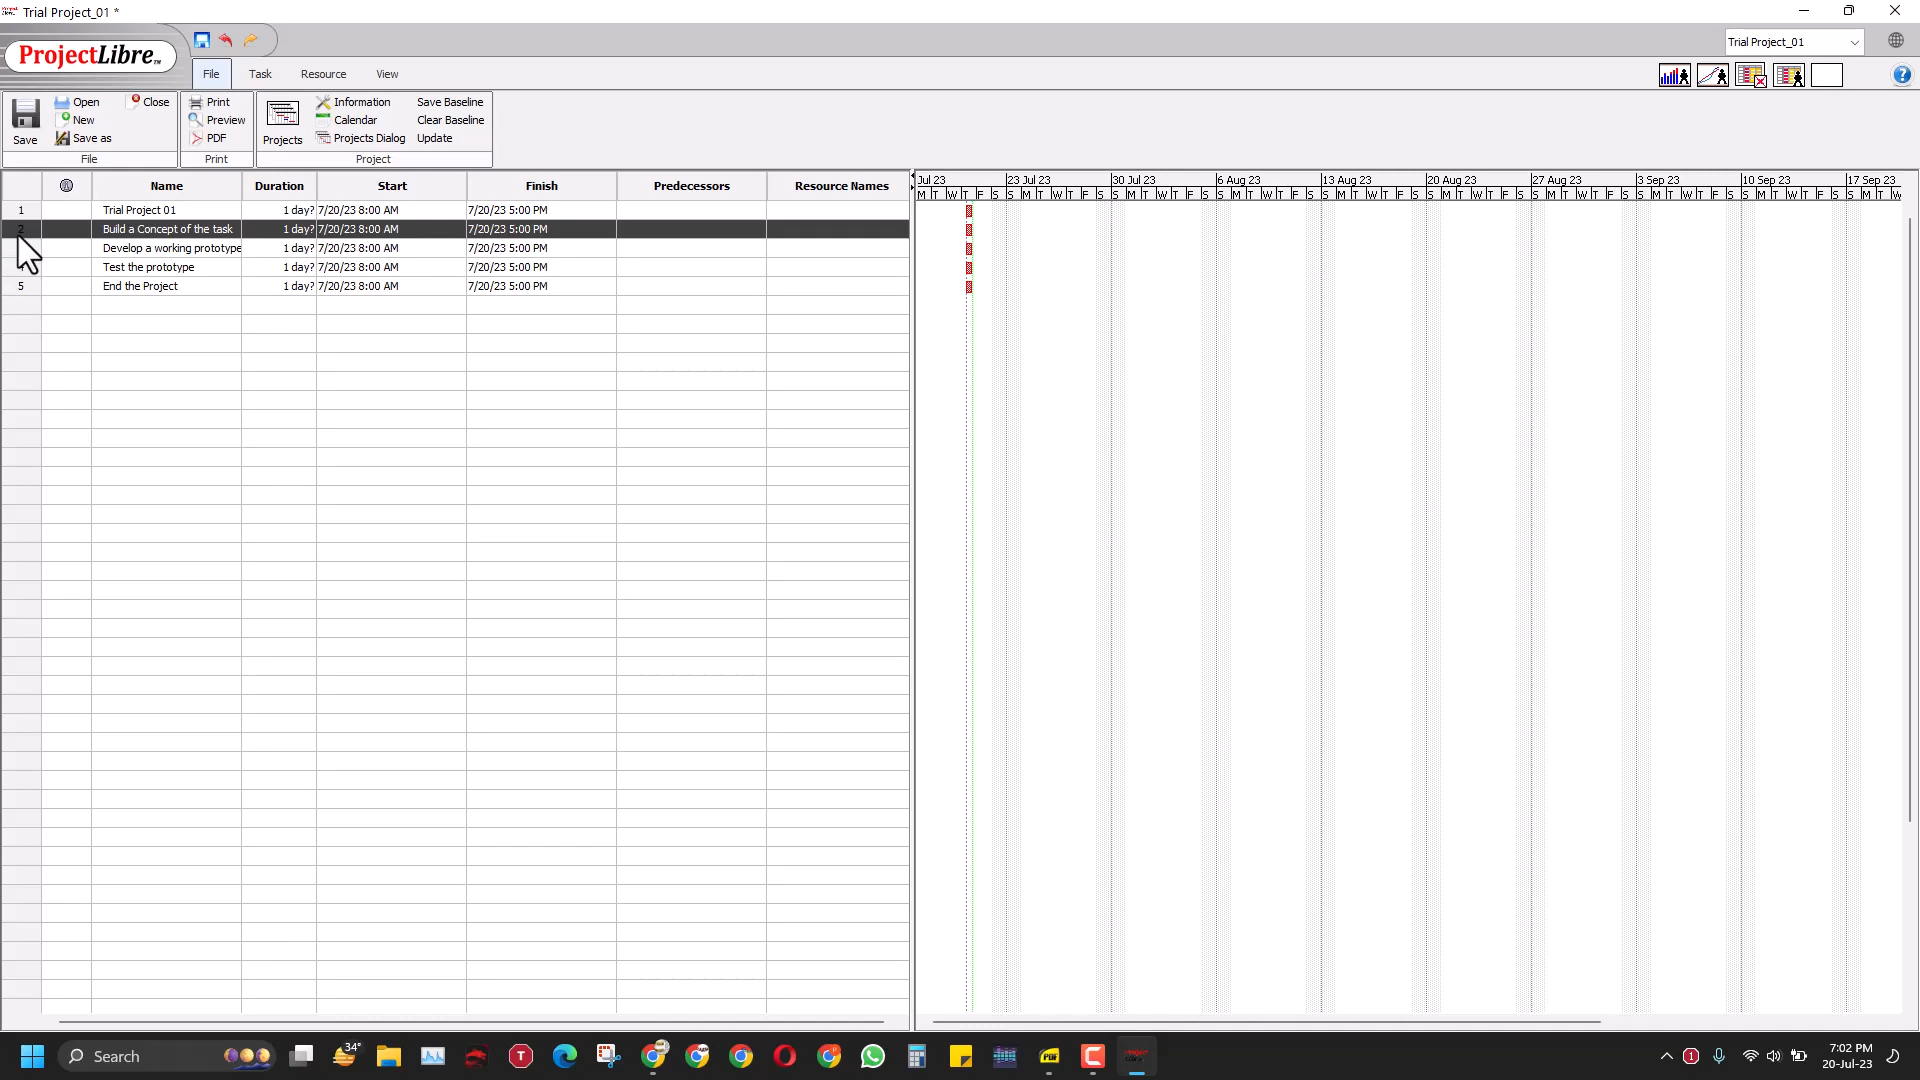 Trial Project_01 *
ProjectLibre™
Trial Project_01
File Task Resource View
Save
Open
New
Save as
Close
File
Print
Preview
PDF
Print
Projects
Information
Calendar
Projects Dialog
Save Baseline
Clear Baseline
Update
Project
Name Duration Start Finish Predecessors Resource Names
1 Trial Project 01 1 day? 7/20/23 8:00 AM 7/20/23 5:00 PM
2 Build a Concept of the task 1 day? 7/20/23 8:00 AM 7/20/23 5:00 PM
Develop a working prototype 1 day? 7/20/23 8:00 AM 7/20/23 5:00 PM
Test the prototype 1 day? 7/20/23 8:00 AM 7/20/23 5:00 PM
5 End the Project 1 day? 7/20/23 8:00 AM 7/20/23 5:00 PM
Jul 23 23 Jul 23 30 Jul 23 6 Aug 23 13 Aug 23 20 Aug 23 27 Aug 23 3 Sep 23 10 Sep 23 17 Sep 23
M T W T F S S M T W T F S S M T W T F S S M T W T F S S M T W T F S S M T W T F S S M T W T F S S M T W T F S S M T W T F S S M T W
Search
34°
7:02 PM
20-Jul-23